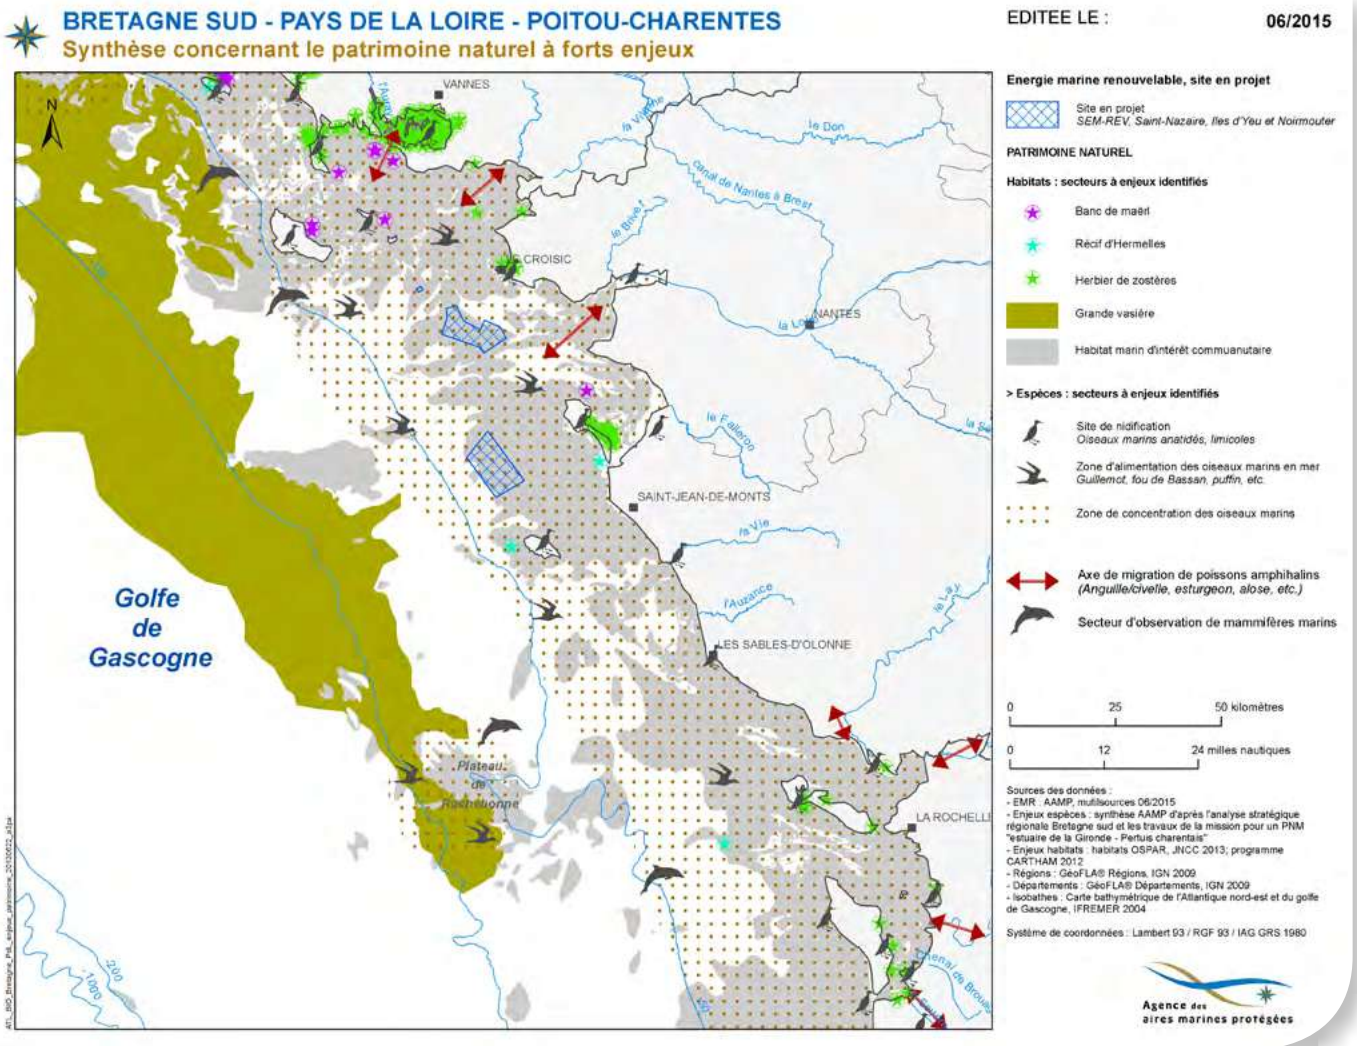 BRETAGNE SUD - PAYS DE LA LOIRE - POITOU-CHARENTES
Synthèse concernant le patrimoine naturel à forts enjeux
EDITEE LE :
06/2015
N
VANNES
l'Auray
la Vilaine
le Don
canal de Nantes à Brest
le Brivet
LE CROISIC
la Loire
NANTES
le Falleron
SAINT-JEAN-DE-MONTS
la Vie
l'Auzance
le Lay
LES SABLES-D'OLONNE
Golfe
de
Gascogne
Plateau
de
Rochebonne
LA ROCHELL
Chenal de Broua
-200
-1000
Energie marine renouvelable, site en projet
Site en projet
SEM-REV, Saint-Nazaire, Iles d'Yeu et Noirmouter
PATRIMOINE NATUREL
Habitats : secteurs à enjeux identifiés
Banc de maërl
Récif d'Hermelles
Herbier de zostères
Grande vasière
Habitat marin d'intérêt commuanutaire
> Espèces : secteurs à enjeux identifiés
Site de nidification
Oiseaux marins anatidés, limicoles
Zone d'alimentation des oiseaux marins en mer
Guillemot, fou de Bassan, puffin, etc.
Zone de concentration des oiseaux marins
Axe de migration de poissons amphihalins
(Anguille/civelle, esturgeon, alose, etc.)
Secteur d'observation de mammifères marins
0 25 50 kilomètres
0 12 24 milles nautiques
Sources des données :
- EMR : AAMP, multisources 06/2015
- Enjeux espèces : synthèse AAMP d'après l'analyse stratégique
régionale Bretagne sud et les travaux de la mission pour un PNM
"estuaire de la Gironde - Pertuis charentais"
- Enjeux habitats : habitats OSPAR, JNCC 2013; programme
CARTHAM 2012
- Régions : GéoFLA® Régions, IGN 2009
- Départements : GéoFLA® Départements, IGN 2009
- Isobathes : Carte bathymétrique de l'Atlantique nord-est et du golfe
de Gascogne, IFREMER 2004
Système de coordonnées : Lambert 93 / RGF 93 / IAG GRS 1980
Agence des
aires marines protégées